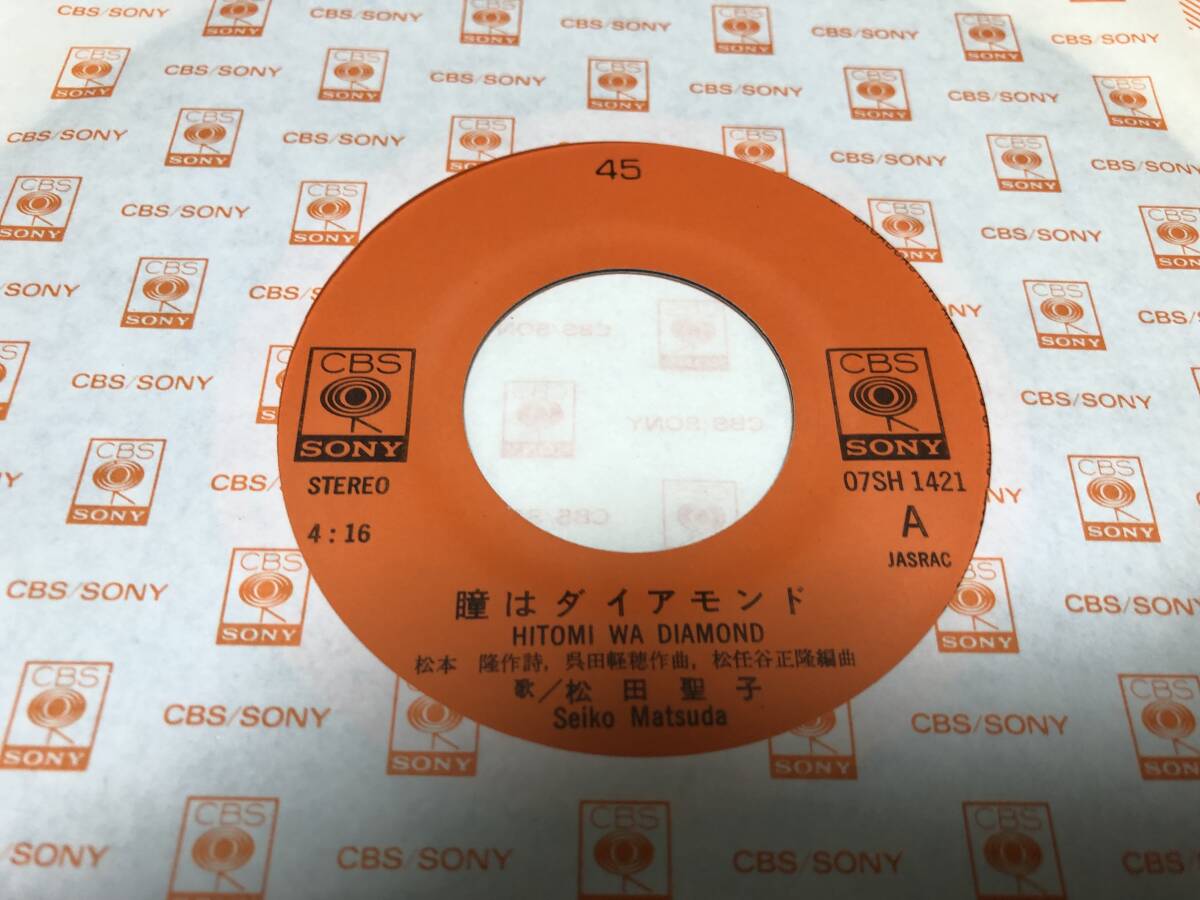 45
CBS
SONY
CBS
SONY
STEREO
07SH 1421
4:16
A
JASRAC
瞳はダイアモンド
HITOMI WA DIAMOND
松本 隆作詩, 呉田軽穂作曲, 松任谷正隆編曲
歌/松田聖子
Seiko Matsuda
CBS/SONY